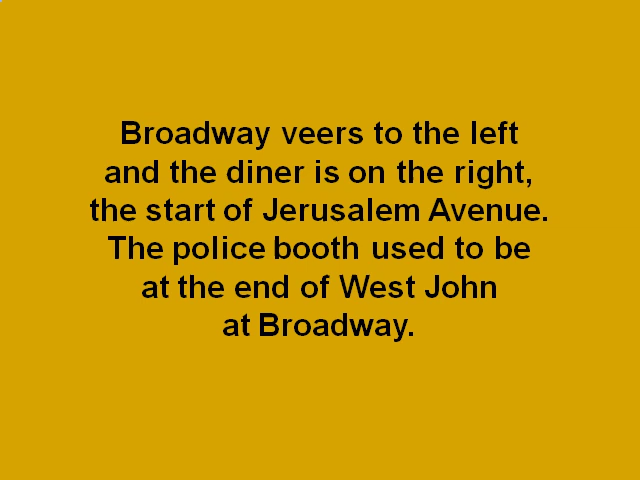 Broadway veers to the left
and the diner is on the right,
the start of Jerusalem Avenue.
The police booth used to be
at the end of West John
at Broadway.